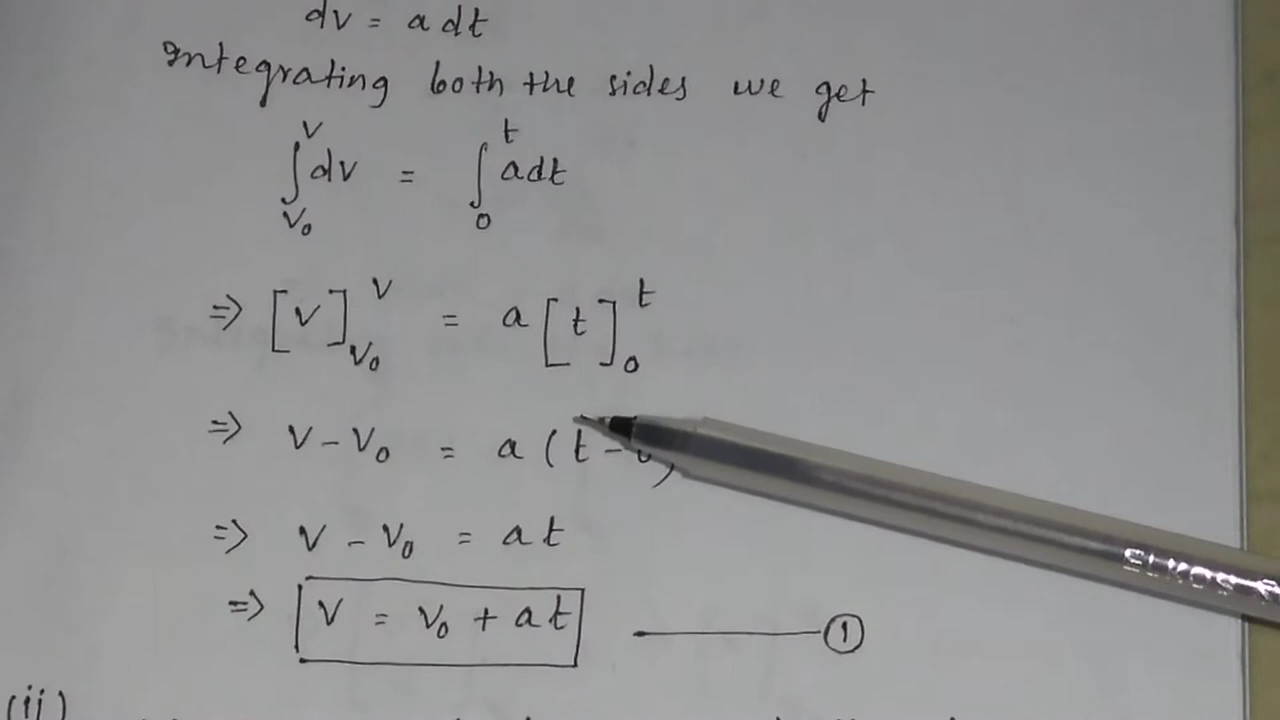 dv = a dt
Integrating both the sides we get
∫_{V₀}^{V} dv = ∫_{0}^{t} a dt
⇒ [V]_{V₀}^{V} = a [t]_{0}^{t}
⇒ V - V₀ = a (t - 0)
⇒ V - V₀ = at
⇒ V = V₀ + at ——— ①
(ii)